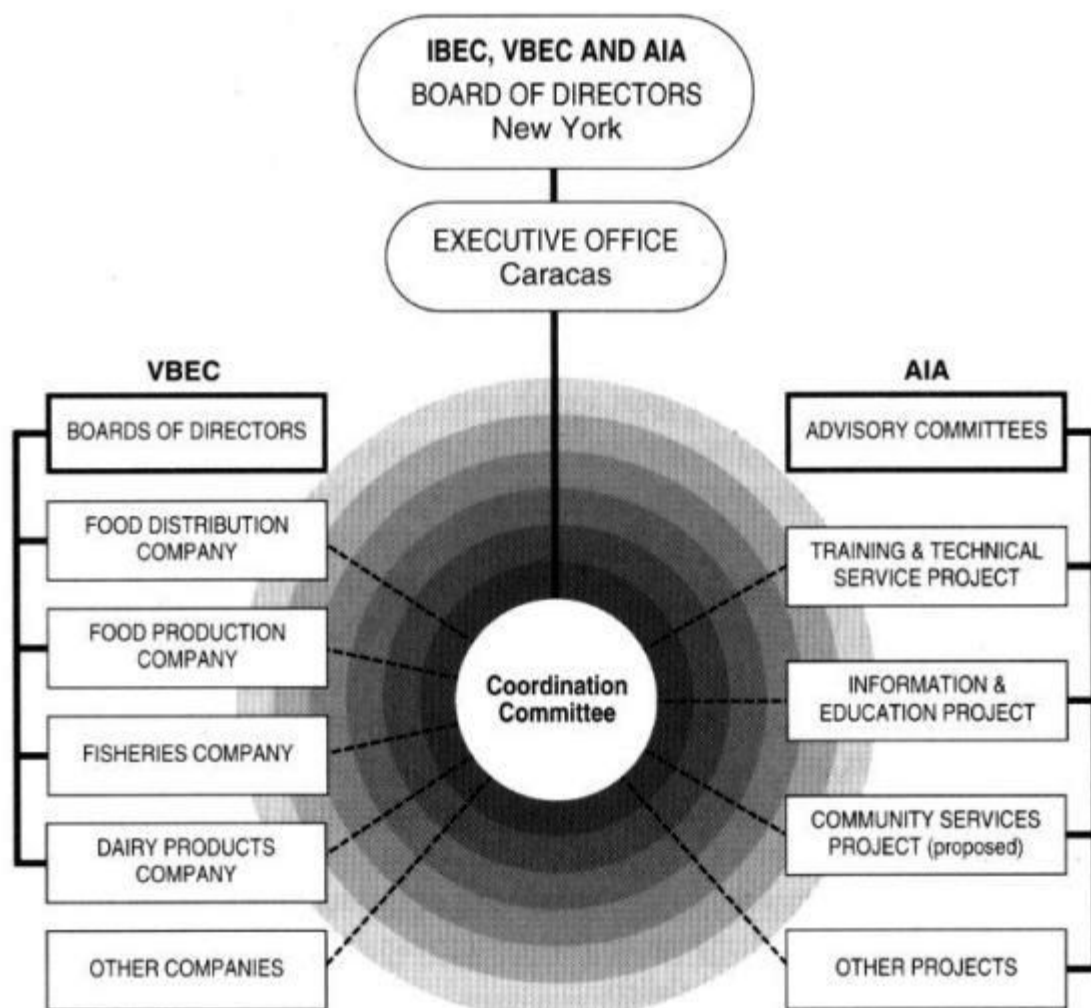 IBEC, VBEC AND AIA
BOARD OF DIRECTORS
New York
EXECUTIVE OFFICE
Caracas
VBEC
BOARDS OF DIRECTORS
FOOD DISTRIBUTION
COMPANY
FOOD PRODUCTION
COMPANY
FISHERIES COMPANY
DAIRY PRODUCTS
COMPANY
OTHER COMPANIES
Coordination
Committee
AIA
ADVISORY COMMITTEES
TRAINING & TECHNICAL
SERVICE PROJECT
INFORMATION &
EDUCATION PROJECT
COMMUNITY SERVICES
PROJECT (proposed)
OTHER PROJECTS